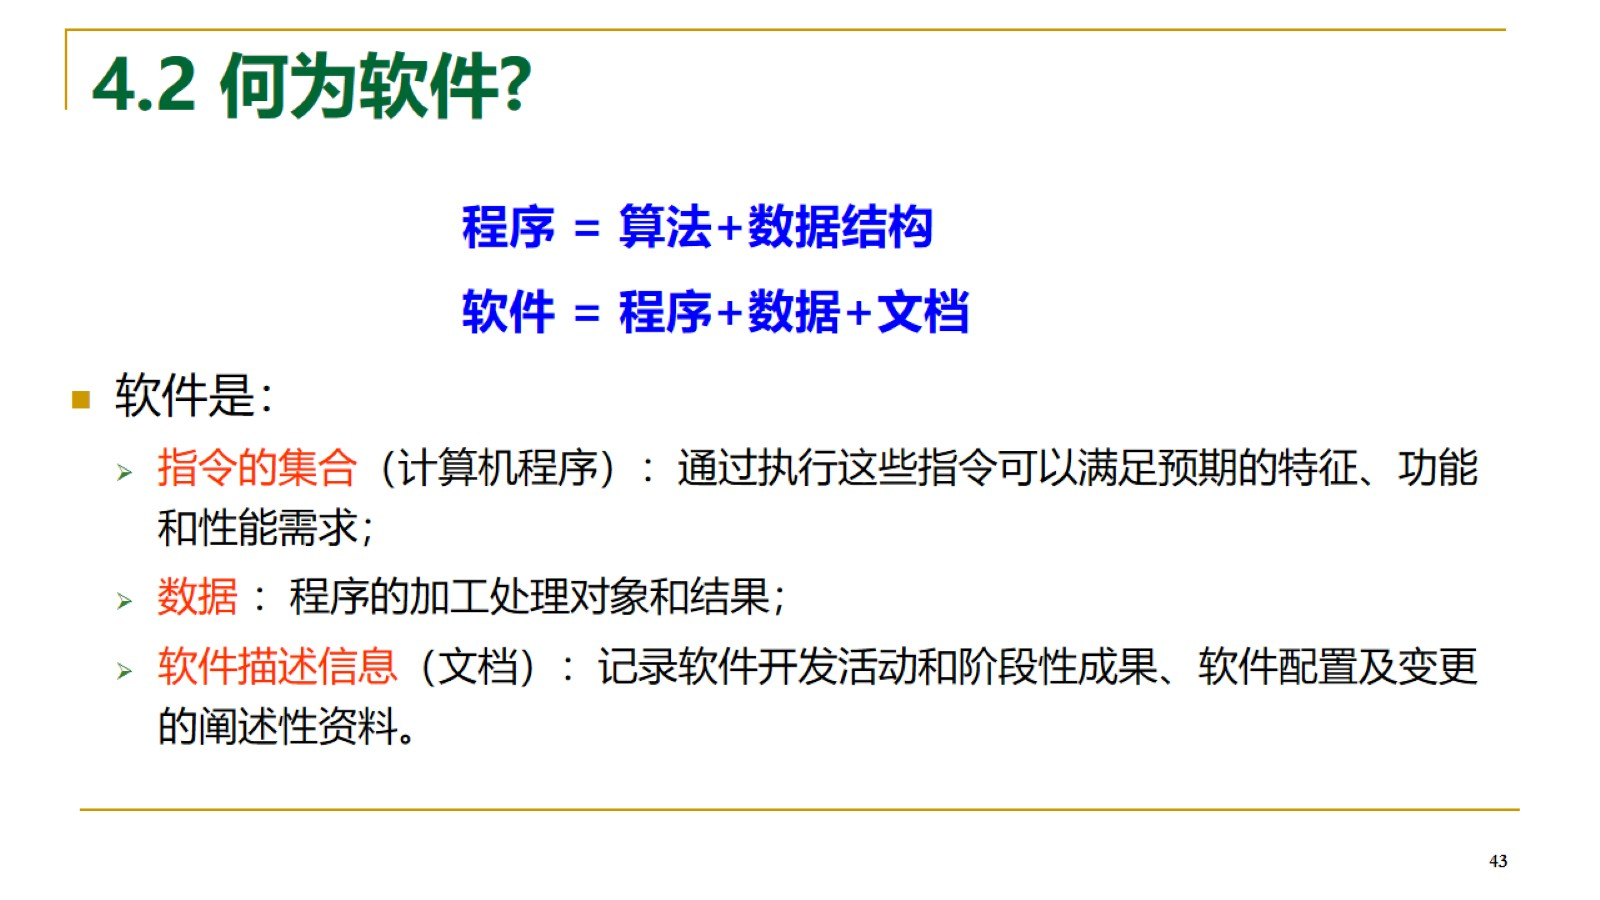 4.2 何为软件?
程序 = 算法+数据结构
软件 = 程序+数据+文档
软件是：
指令的集合（计算机程序）：通过执行这些指令可以满足预期的特征、功能
和性能需求；
数据：程序的加工处理对象和结果；
软件描述信息（文档）：记录软件开发活动和阶段性成果、软件配置及变更
的阐述性资料。
43